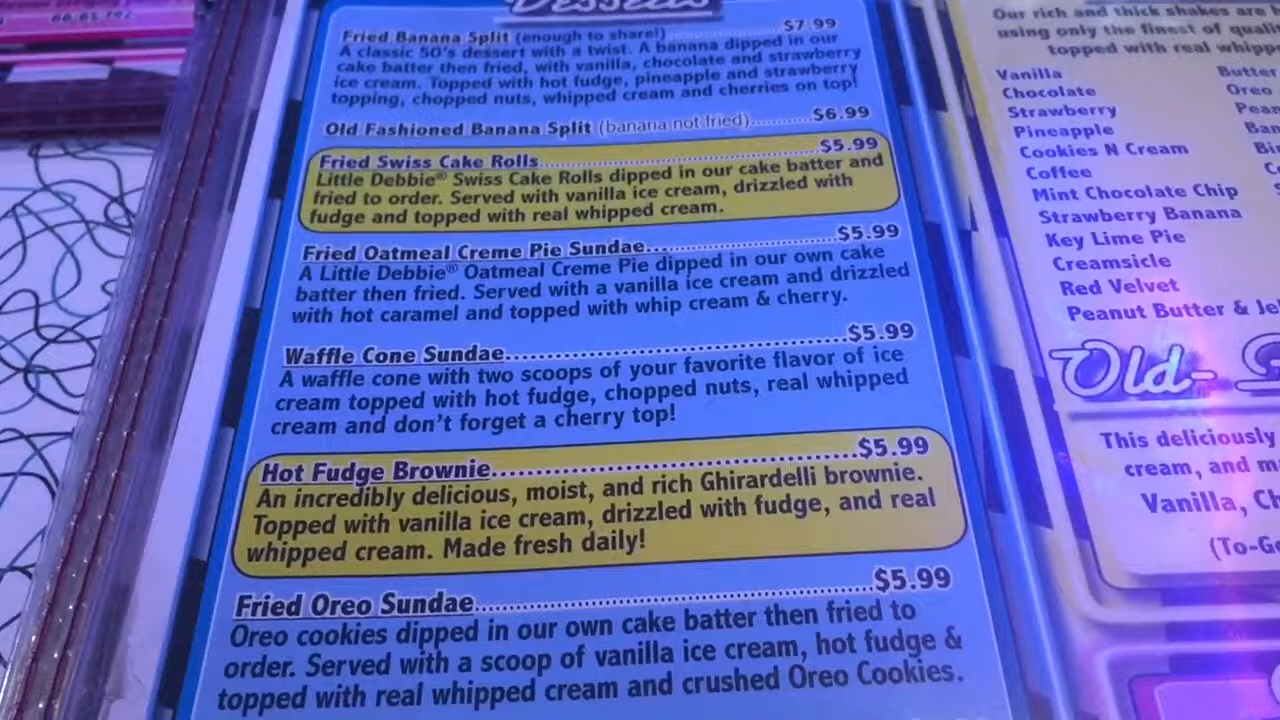 Desserts
Fried Banana Split (enough to share!) $7.99
A classic 50's dessert with a twist. A banana dipped in our
cake batter then fried, with vanilla, chocolate and strawberry
ice cream. Topped with hot fudge, pineapple and strawberry
topping, chopped nuts, whipped cream and cherries on top!
Old Fashioned Banana Split (banana not fried) $6.99
Fried Swiss Cake Rolls $5.99
Little Debbie® Swiss Cake Rolls dipped in our cake batter and
fried to order. Served with vanilla ice cream, drizzled with
fudge and topped with real whipped cream.
Fried Oatmeal Creme Pie Sundae $5.99
A Little Debbie® Oatmeal Creme Pie dipped in our own cake
batter then fried. Served with a vanilla ice cream and drizzled
with hot caramel and topped with whip cream & cherry.
Waffle Cone Sundae $5.99
A waffle cone with two scoops of your favorite flavor of ice
cream topped with hot fudge, chopped nuts, real whipped
cream and don't forget a cherry top!
Hot Fudge Brownie $5.99
An incredibly delicious, moist, and rich Ghirardelli brownie.
Topped with vanilla ice cream, drizzled with fudge, and real
whipped cream. Made fresh daily!
Fried Oreo Sundae $5.99
Oreo cookies dipped in our own cake batter then fried to
order. Served with a scoop of vanilla ice cream, hot fudge &
topped with real whipped cream and crushed Oreo Cookies.
Our rich and thick shakes are
using only the finest of
topped with real
Vanilla
Chocolate
Strawberry
Pineapple
Cookies N Cream
Coffee
Mint Chocolate Chip
Strawberry Banana
Key Lime Pie
Creamsicle
Red Velvet
Peanut Butter &
Butter
Oreo
Old-
This deliciously
cream, and
Vanilla,